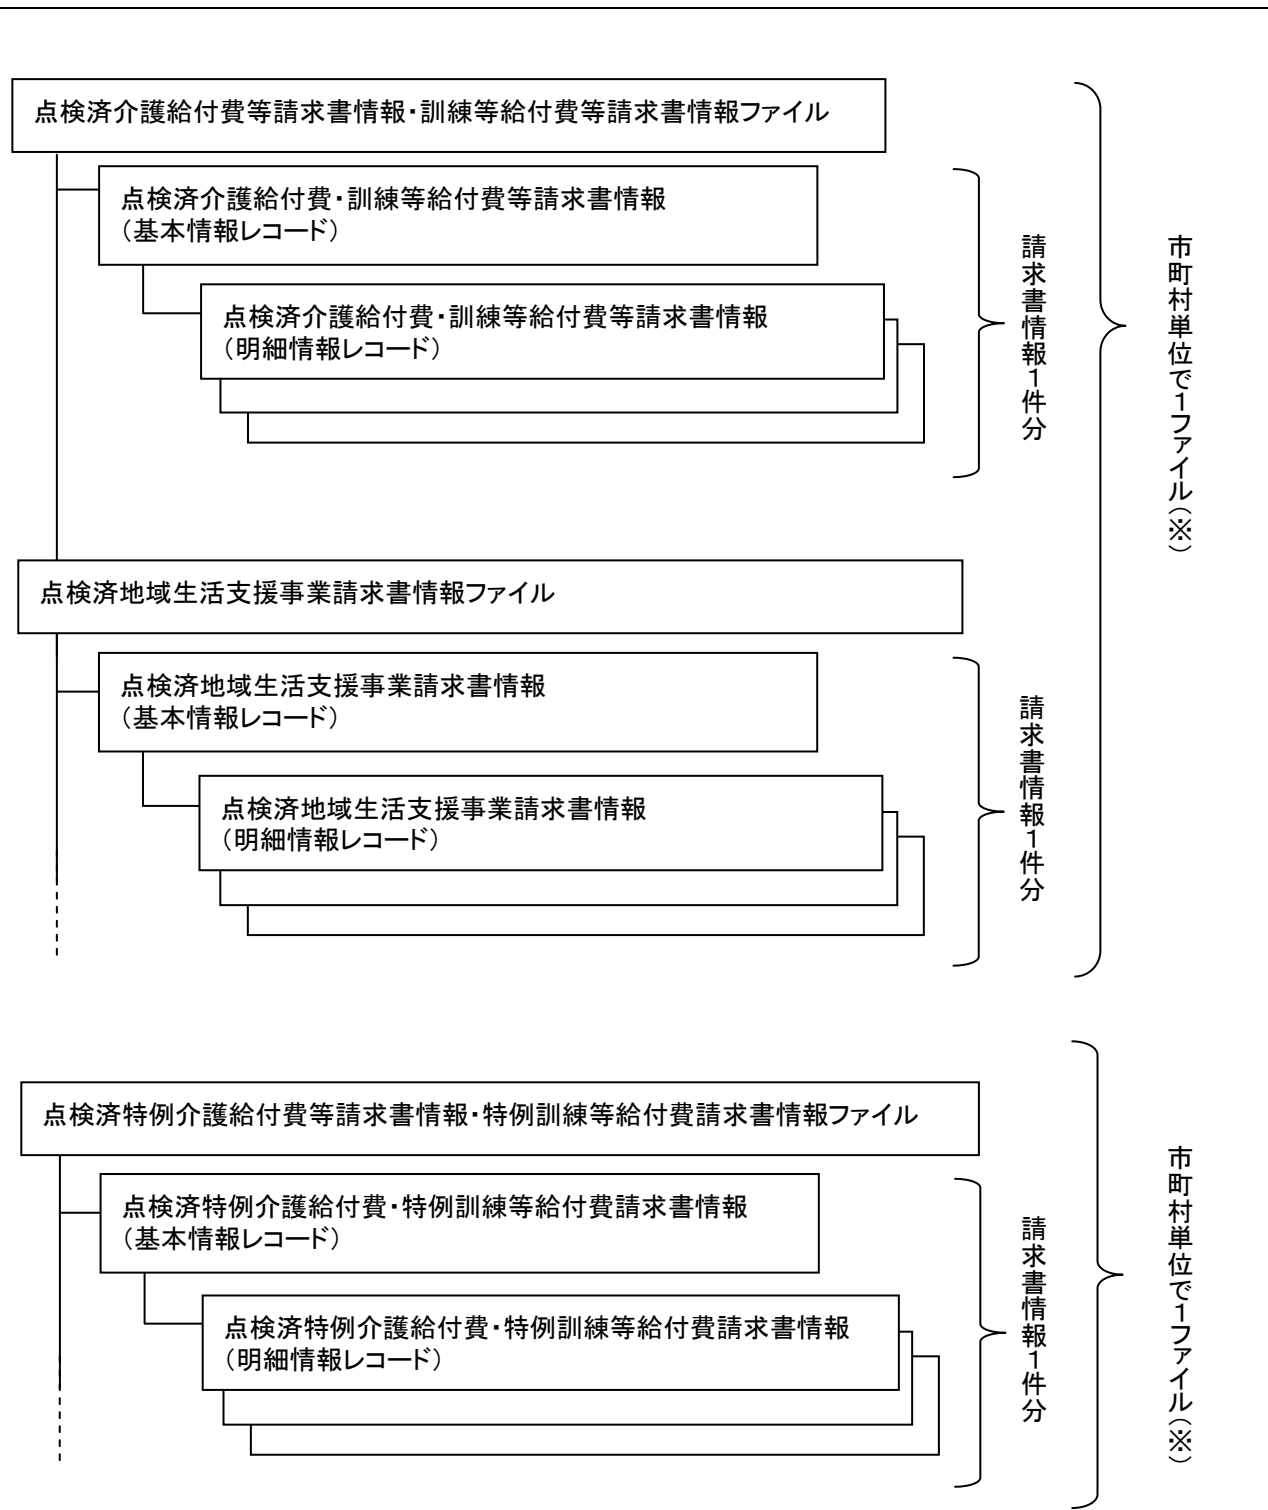 点検済介護給付費等請求書情報・訓練等給付費等請求書情報ファイル
点検済介護給付費・訓練等給付費等請求書情報
（基本情報レコード）
点検済介護給付費・訓練等給付費等請求書情報
（明細情報レコード）
請求書情報１件分
市町村単位で１ファイル（※）
点検済地域生活支援事業請求書情報ファイル
点検済地域生活支援事業請求書情報
（基本情報レコード）
点検済地域生活支援事業請求書情報
（明細情報レコード）
請求書情報１件分
点検済特例介護給付費等請求書情報・特例訓練等給付費請求書情報ファイル
点検済特例介護給付費・特例訓練等給付費請求書情報
（基本情報レコード）
点検済特例介護給付費・特例訓練等給付費請求書情報
（明細情報レコード）
請求書情報１件分
市町村単位で１ファイル（※）